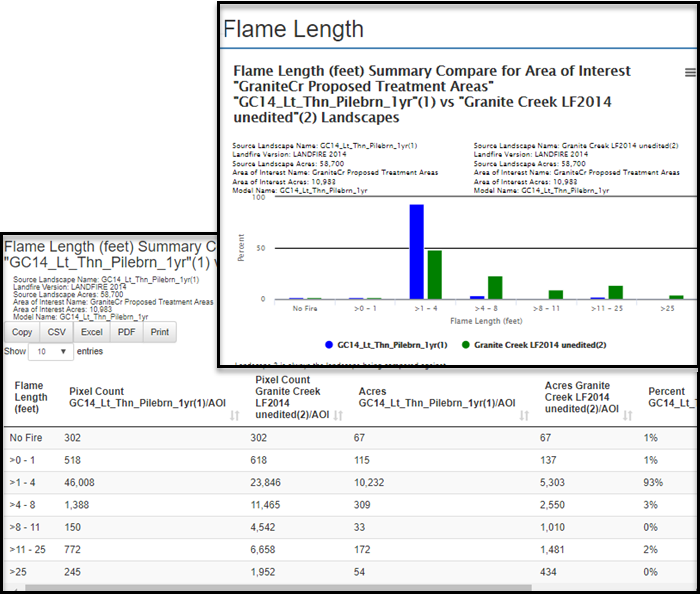 Flame Length
Flame Length (feet) Summary Compare for Area of Interest
"GraniteCr Proposed Treatment Areas"
"GC14_Lt_Thn_Pilebrn_1yr"(1) vs "Granite Creek LF2014
unedited"(2) Landscapes
Source Landscape Name: GC14_Lt_Thn_Pilebrn_1yr(1)
Landfire Version: LANDFIRE 2014
Source Landscape Acres: 58,700
Area of Interest Name: GraniteCr Proposed Treatment Areas
Area of Interest Acres: 10,983
Model Name: GC14_Lt_Thn_Pilebrn_1yr
Source Landscape Name: Granite Creek LF2014 unedited(2)
Landfire Version: LANDFIRE 2014
Source Landscape Acres: 58,700
Area of Interest Name: GraniteCr Proposed Treatment Areas
Area of Interest Acres: 10,983
Model Name: GC14_Lt_Thn_Pilebrn_1yr
100
50
0
Percent
No Fire >0 - 1 >1 - 4 >4 - 8 >8 - 11 >11 - 25 >25
Flame Length (feet)
GC14_Lt_Thn_Pilebrn_1yr(1) Granite Creek LF2014 unedited(2)
Flame Length (feet) Summary C
"GC14_Lt_Thn_Pilebrn_1yr"(1) v
Source Landscape Name: GC14_Lt_Thn_Pilebrn_1yr(1)
Landfire Version: LANDFIRE 2014
Source Landscape Acres: 58,700
Area of Interest Name: GraniteCr Proposed Treatment Areas
Area of Interest Acres: 10,983
Model Name: GC14_Lt_Thn_Pilebrn_1yr
Copy CSV Excel PDF Print
Show 10 entries
Flame
Length
(feet)
Pixel Count
GC14_Lt_Thn_Pilebrn_1yr(1)/AOI
Pixel Count
Granite Creek
LF2014
unedited(2)/AOI
Acres
GC14_Lt_Thn_Pilebrn_1yr(1)/AOI
Acres Granite
Creek LF2014
unedited(2)/AOI
Percent
GC14_Lt_T
No Fire 302 302 67 67 1%
>0 - 1 518 618 115 137 1%
>1 - 4 46,008 23,846 10,232 5,303 93%
>4 - 8 1,388 11,465 309 2,550 3%
>8 - 11 150 4,542 33 1,010 0%
>11 - 25 772 6,658 172 1,481 2%
>25 245 1,952 54 434 0%